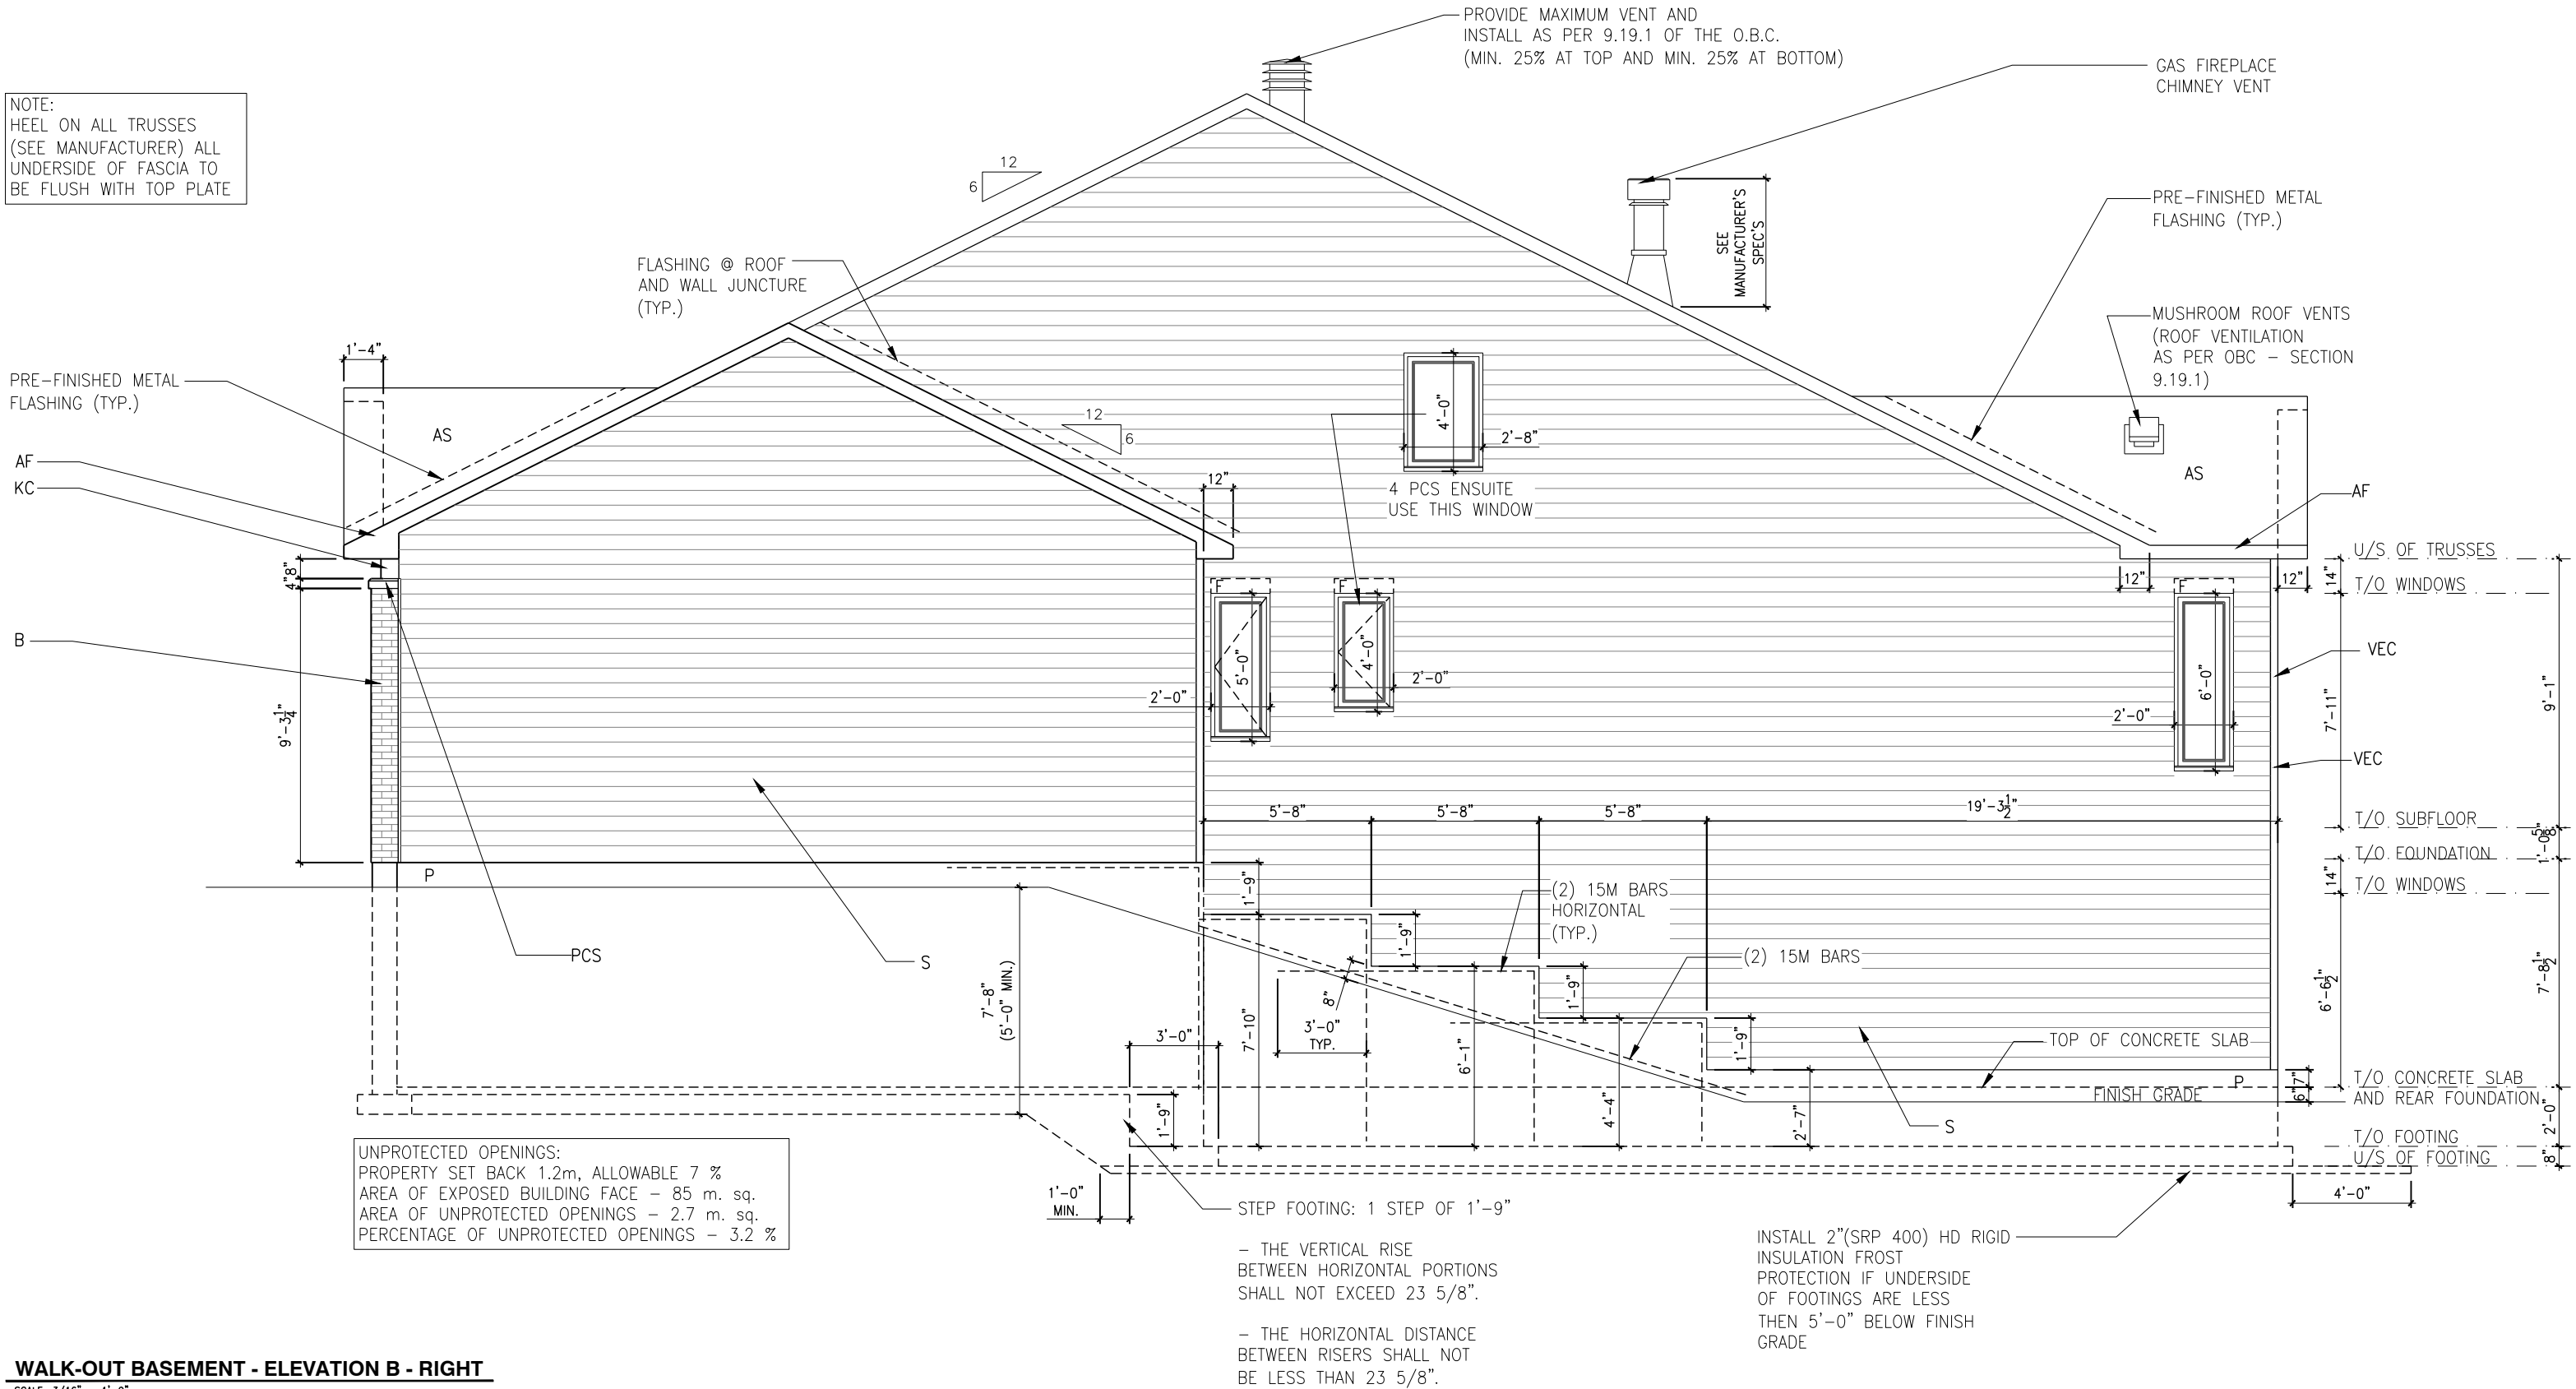 PROVIDE MAXIMUM VENT AND
INSTALL AS PER 9.19.1 OF THE O.B.C.
(MIN. 25% AT TOP AND MIN. 25% AT BOTTOM)
GAS FIREPLACE
CHIMNEY VENT
NOTE:
HEEL ON ALL TRUSSES
(SEE MANUFACTURER) ALL
UNDERSIDE OF FASCIA TO
BE FLUSH WITH TOP PLATE
12
6
SEE
MANUFACTURER'S
SPEC'S
PRE-FINISHED METAL
FLASHING (TYP.)
FLASHING @ ROOF
AND WALL JUNCTURE
(TYP.)
MUSHROOM ROOF VENTS
(ROOF VENTILATION
AS PER OBC - SECTION
9.19.1)
1'-4"
PRE-FINISHED METAL
FLASHING (TYP.)
AS
12
6
4'-0"
2'-8"
AF
KC
12"
4 PCS ENSUITE
USE THIS WINDOW
AS
AF
U/S OF TRUSSES
8"
4"
12"
12"
14"
T/O WINDOWS
F
F
F
B
5'-0"
4'-0"
6'-0"
2'-0"
2'-0"
2'-0"
VEC
VEC
7'-11"
9'-1"
9'-3 1/4"
5'-8"
5'-8"
5'-8"
19'-3 1/2"
T/O SUBFLOOR
1'-0 5/8"
T/O FOUNDATION
14"
T/O WINDOWS
P
1'-9"
(2) 15M BARS
HORIZONTAL
(TYP.)
1'-9"
(2) 15M BARS
PCS
S
7'-8"
(5'-0" MIN.)
8"
1'-9"
6'-6 1/2"
7'-8 1/2"
3'-0"
7'-10"
3'-0"
TYP.
6'-1"
1'-9"
TOP OF CONCRETE SLAB
P
7"
6"
T/O CONCRETE SLAB
AND REAR FOUNDATION
FINISH GRADE
1'-9"
4'-4"
2'-7"
S
2'-0"
T/O FOOTING
U/S OF FOOTING
8"
UNPROTECTED OPENINGS:
PROPERTY SET BACK 1.2m, ALLOWABLE 7 %
AREA OF EXPOSED BUILDING FACE - 85 m. sq.
AREA OF UNPROTECTED OPENINGS - 2.7 m. sq.
PERCENTAGE OF UNPROTECTED OPENINGS - 3.2 %
1'-0"
MIN.
4'-0"
STEP FOOTING: 1 STEP OF 1'-9"
- THE VERTICAL RISE
BETWEEN HORIZONTAL PORTIONS
SHALL NOT EXCEED 23 5/8".
- THE HORIZONTAL DISTANCE
BETWEEN RISERS SHALL NOT
BE LESS THAN 23 5/8".
INSTALL 2"(SRP 400) HD RIGID
INSULATION FROST
PROTECTION IF UNDERSIDE
OF FOOTINGS ARE LESS
THEN 5'-0" BELOW FINISH
GRADE
WALK-OUT BASEMENT - ELEVATION B - RIGHT